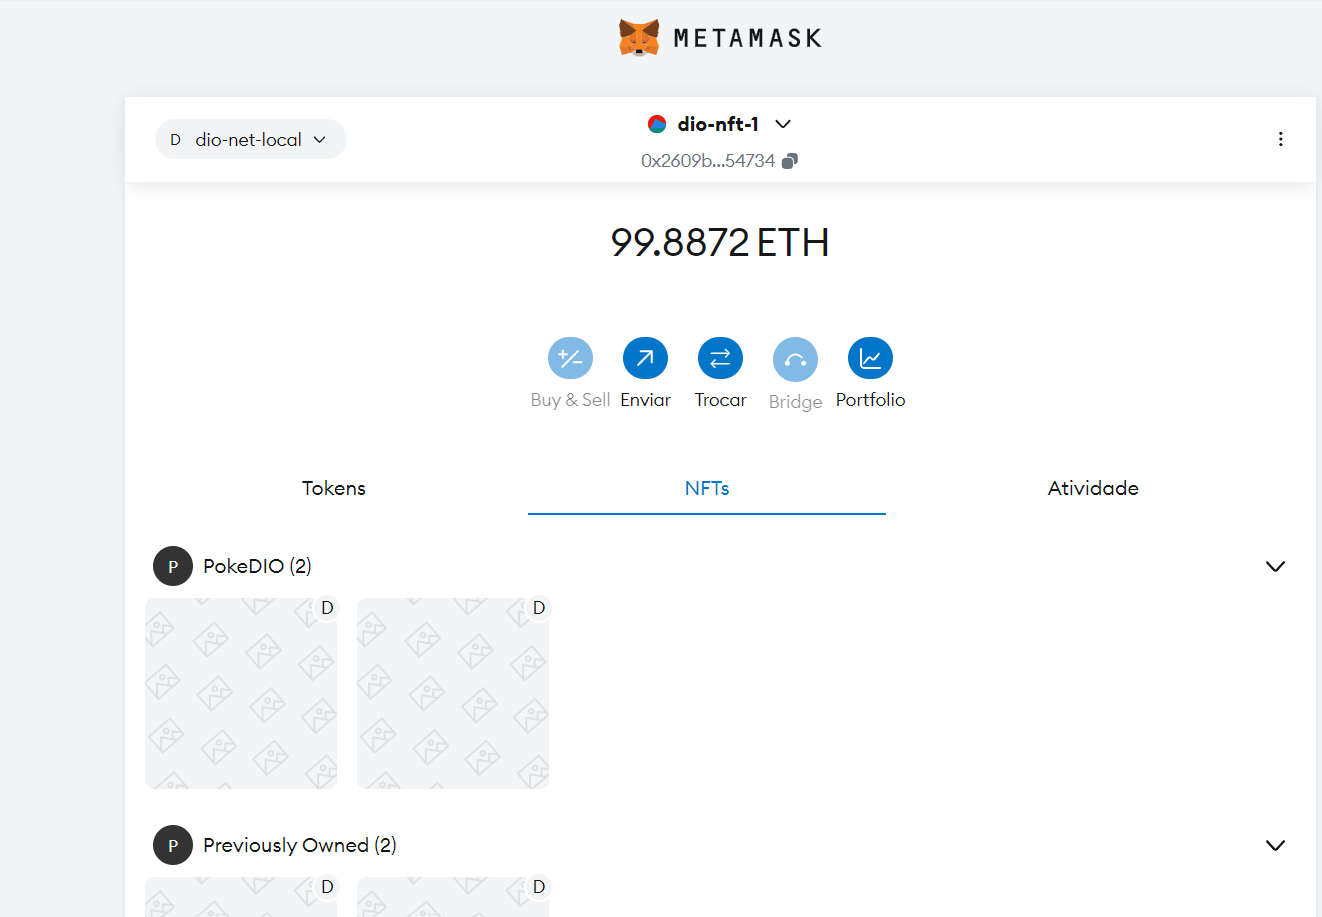 METAMASK
D dio-net-local
dio-nft-1
0x2609b...54734
99.8872 ETH
Buy & Sell Enviar Trocar Bridge Portfolio
Tokens NFTs Atividade
P PokeDIO (2)
D D
P Previously Owned (2)
D D